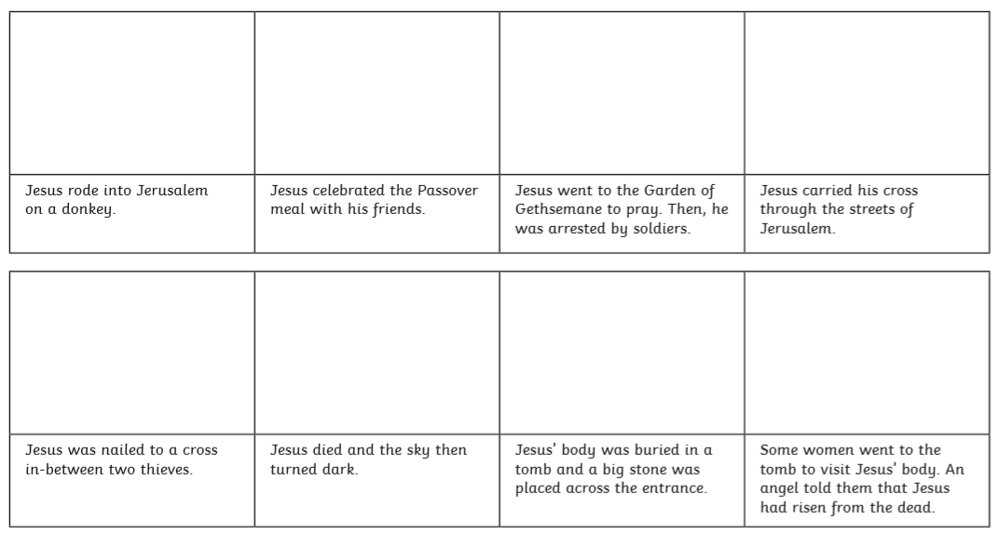 Jesus rode into Jerusalem
on a donkey.
Jesus celebrated the Passover
meal with his friends.
Jesus went to the Garden of
Gethsemane to pray. Then, he
was arrested by soldiers.
Jesus carried his cross
through the streets of
Jerusalem.
Jesus was nailed to a cross
in-between two thieves.
Jesus died and the sky then
turned dark.
Jesus’ body was buried in a
tomb and a big stone was
placed across the entrance.
Some women went to the
tomb to visit Jesus’ body. An
angel told them that Jesus
had risen from the dead.